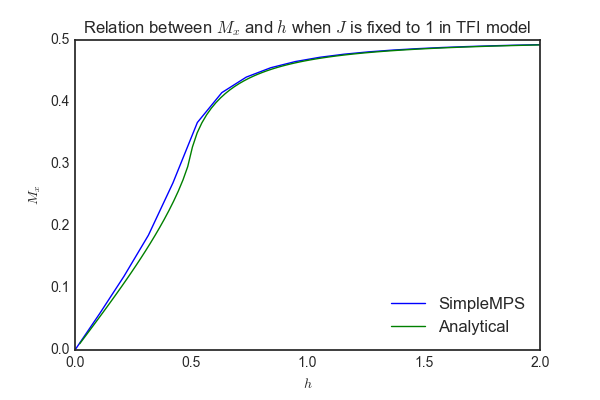 Relation between $M_x$ and $h$ when $J$ is fixed to 1 in TFI model
0.5
0.4
0.3
0.2
0.1
0.0
$M_x$
0.0 0.5 1.0 1.5 2.0
$h$
SimpleMPS
Analytical